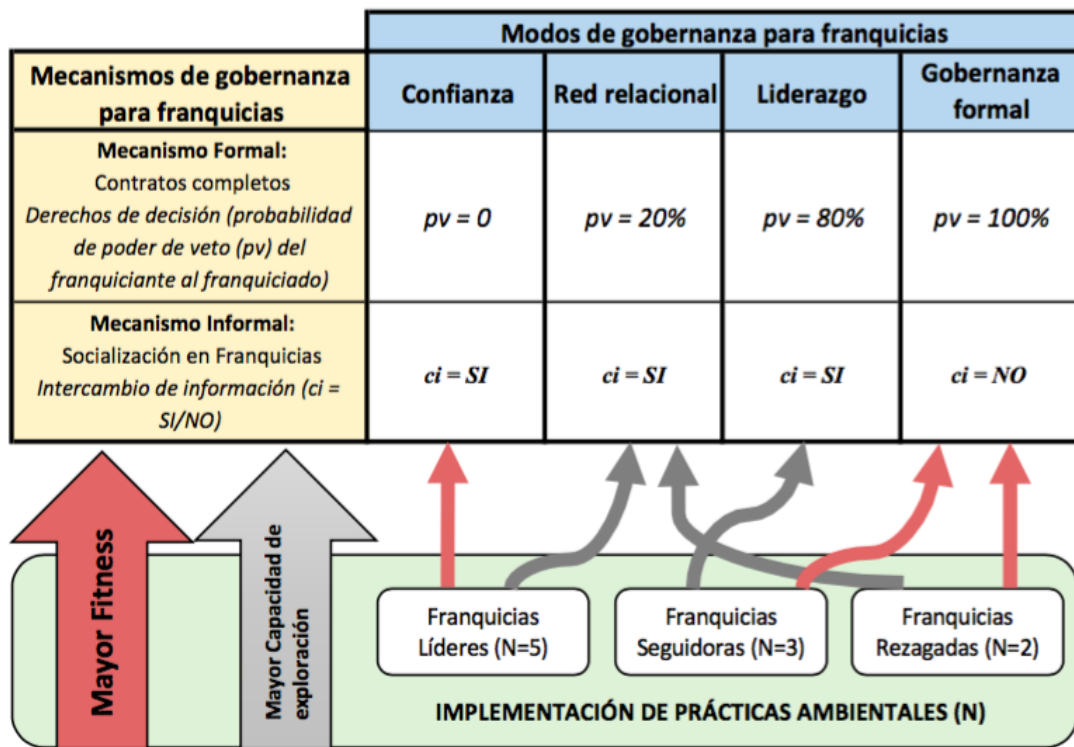 Modos de gobernanza para franquicias
Mecanismos de gobernanza
para franquicias
Confianza
Red relacional
Liderazgo
Gobernanza
formal
Mecanismo Formal:
Contratos completos
Derechos de decisión (probabilidad
de poder de veto (pv) del
franquiciante al franquiciado)
pv = 0
pv = 20%
pv = 80%
pv = 100%
Mecanismo Informal:
Socialización en Franquicias
Intercambio de información (ci =
SI/NO)
ci = SI
ci = SI
ci = SI
ci = NO
Mayor Fitness
Mayor Capacidad de
exploración
Franquicias
Líderes (N=5)
Franquicias
Seguidoras (N=3)
Franquicias
Rezagadas (N=2)
IMPLEMENTACIÓN DE PRÁCTICAS AMBIENTALES (N)